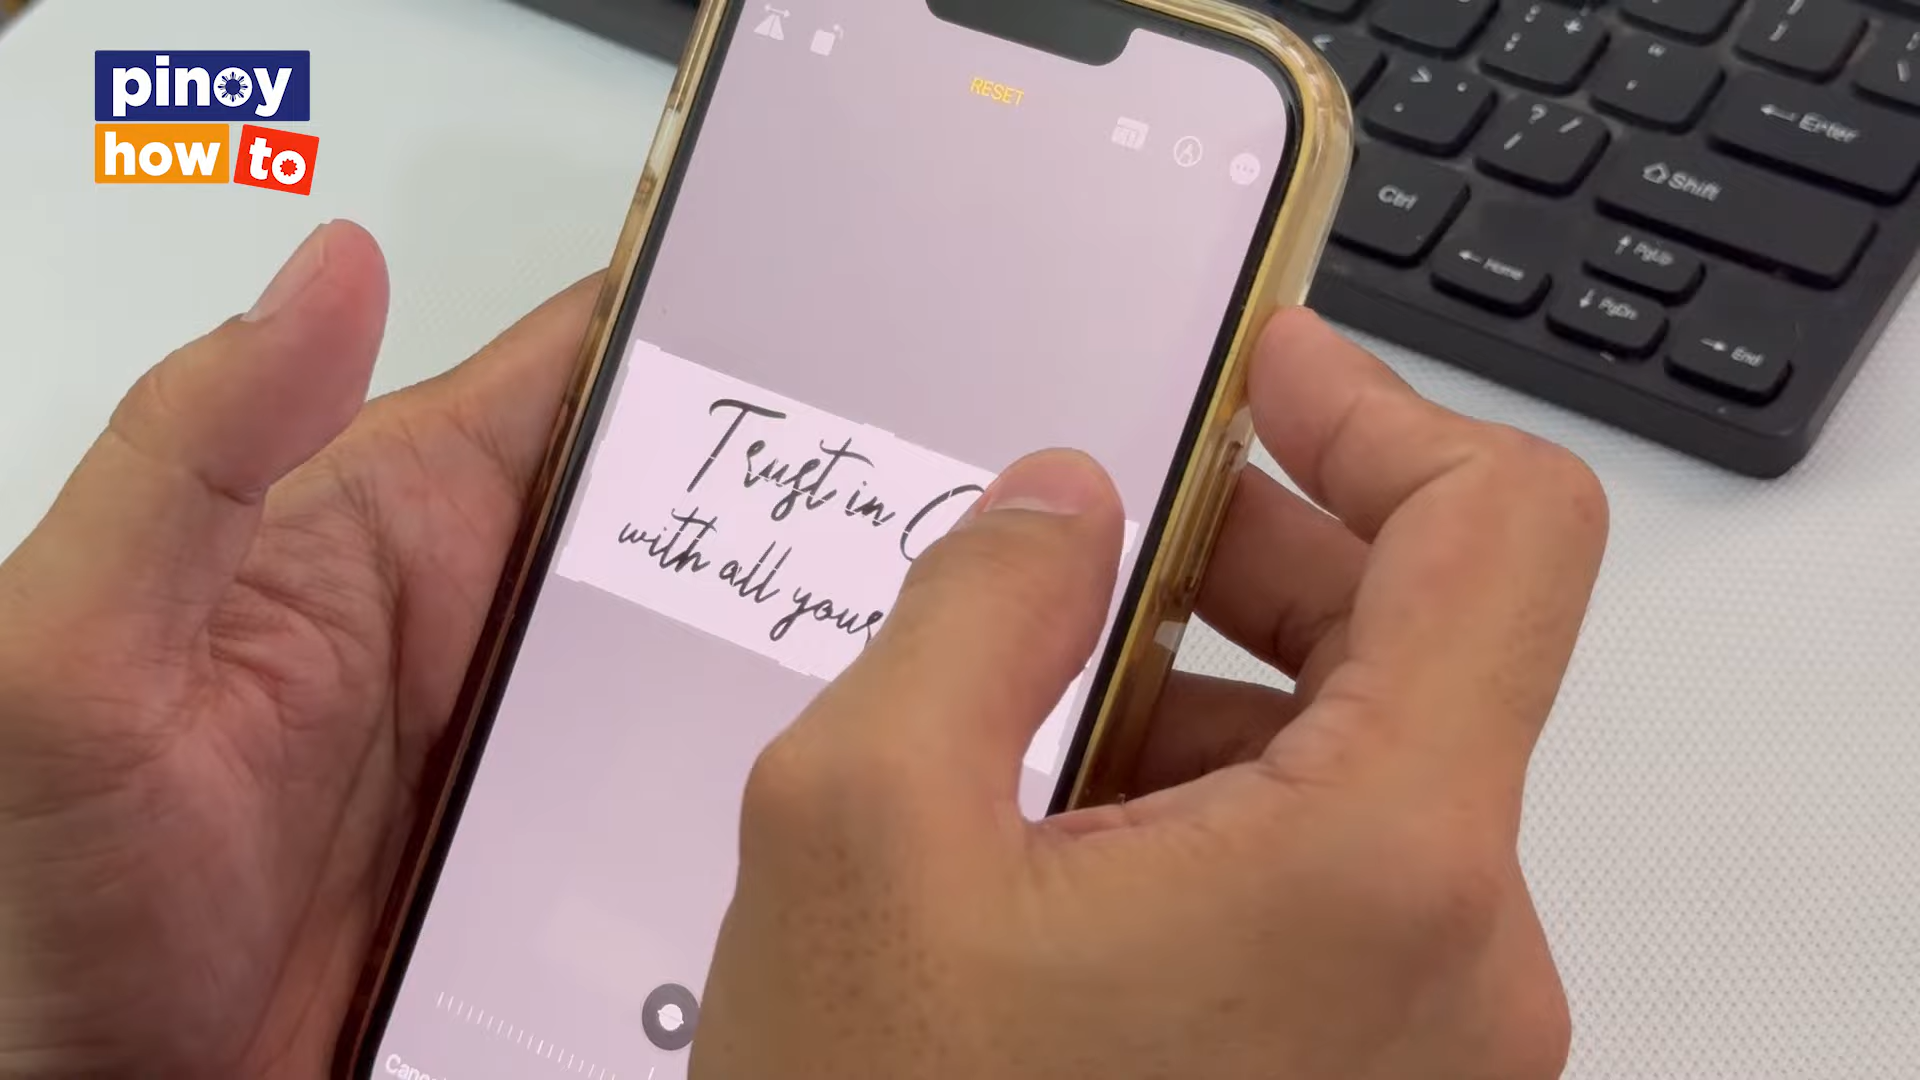 pinoy
how to
RESET
Trust in
with all your
Enter
Shift
Ctrl
PgUp
Home
PgDn
End
? /
/
>
.